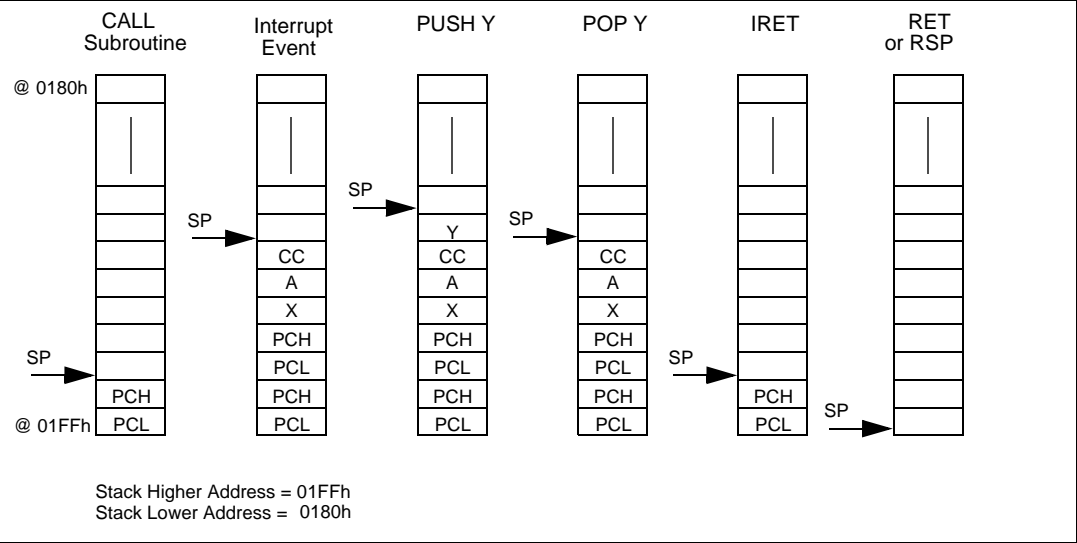 CALL
Subroutine
Interrupt
Event
PUSH Y
POP Y
IRET
RET
or RSP
@ 0180h
SP
SP
SP
Y
CC
CC
CC
A
A
A
X
X
X
PCH
PCH
PCH
SP
SP
PCL
PCL
PCL
PCH
PCH
PCH
PCH
PCH
SP
@ 01FFh
PCL
PCL
PCL
PCL
PCL
Stack Higher Address = 01FFh
Stack Lower Address = 0180h